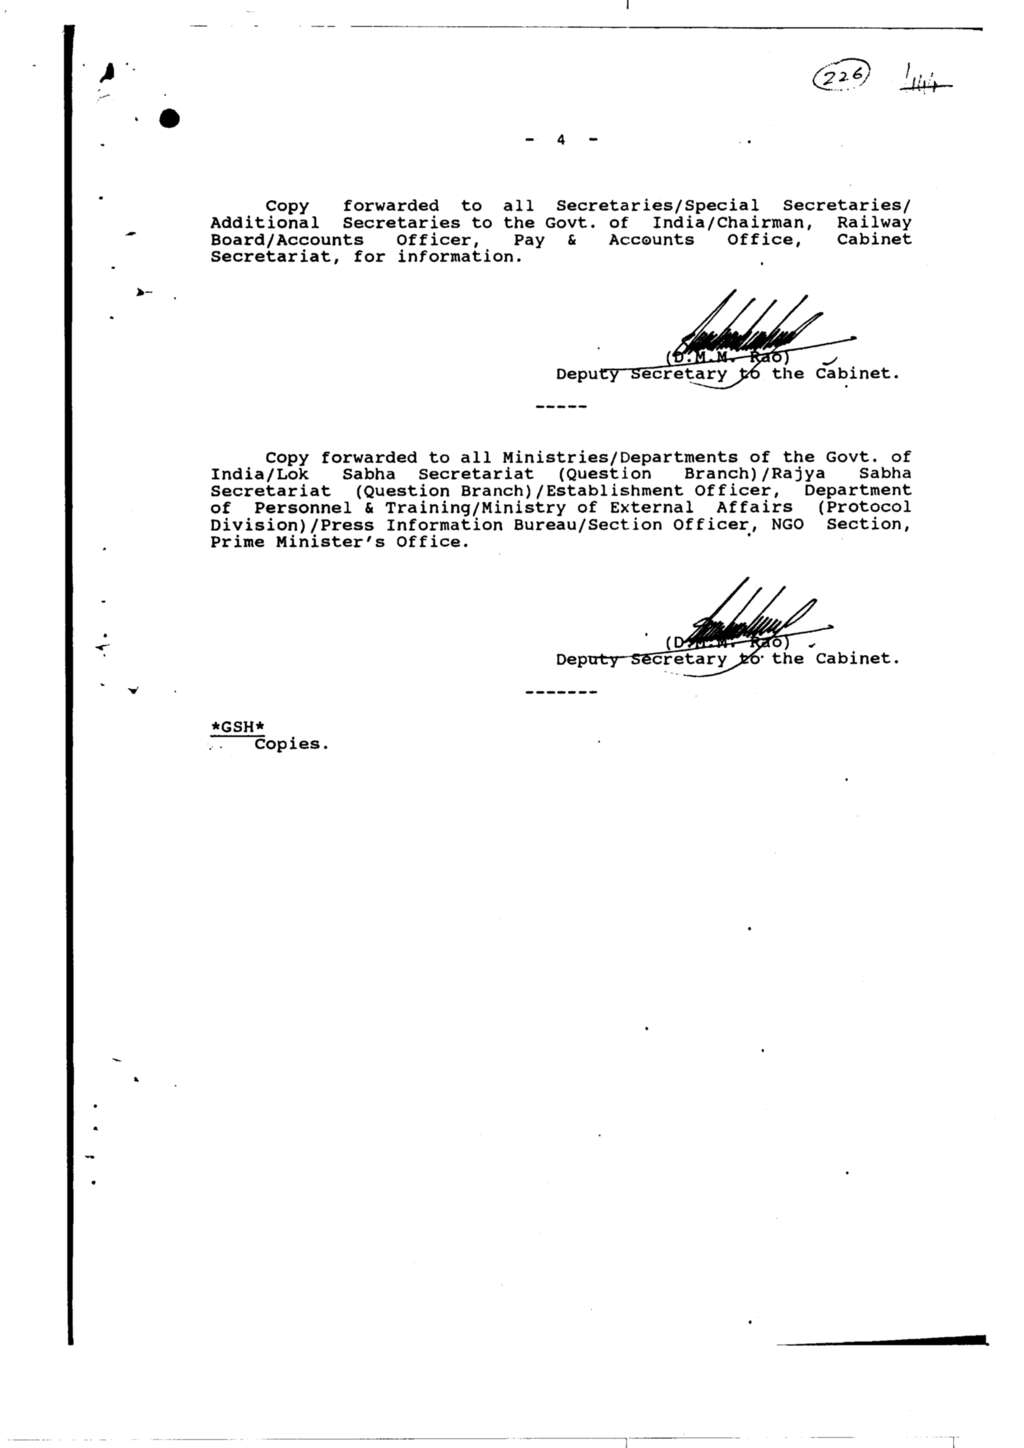 226
- 4 -
Copy forwarded to all Secretaries/Special Secretaries/
Additional Secretaries to the Govt. of India/Chairman, Railway
Board/Accounts Officer, Pay & Accounts Office, Cabinet
Secretariat, for information.
(D.M.M. Rao)
Deputy Secretary to the Cabinet.
-----
Copy forwarded to all Ministries/Departments of the Govt. of
India/Lok Sabha Secretariat (Question Branch)/Rajya Sabha
Secretariat (Question Branch)/Establishment Officer, Department
of Personnel & Training/Ministry of External Affairs (Protocol
Division)/Press Information Bureau/Section Officer, NGO Section,
Prime Minister's Office.
(D.M.M. Rao)
Deputy Secretary to the Cabinet.
-------
*GSH*
Copies.